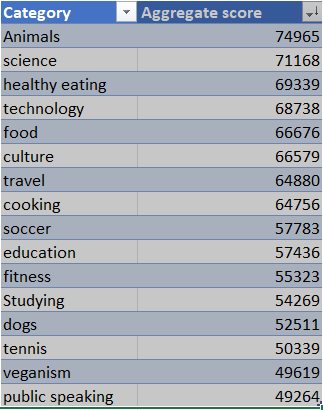 Category Aggregate score
Animals 74965
science 71168
healthy eating 69339
technology 68738
food 66676
culture 66579
travel 64880
cooking 64756
soccer 57783
education 57436
fitness 55323
Studying 54269
dogs 52511
tennis 50339
veganism 49619
public speaking 49264